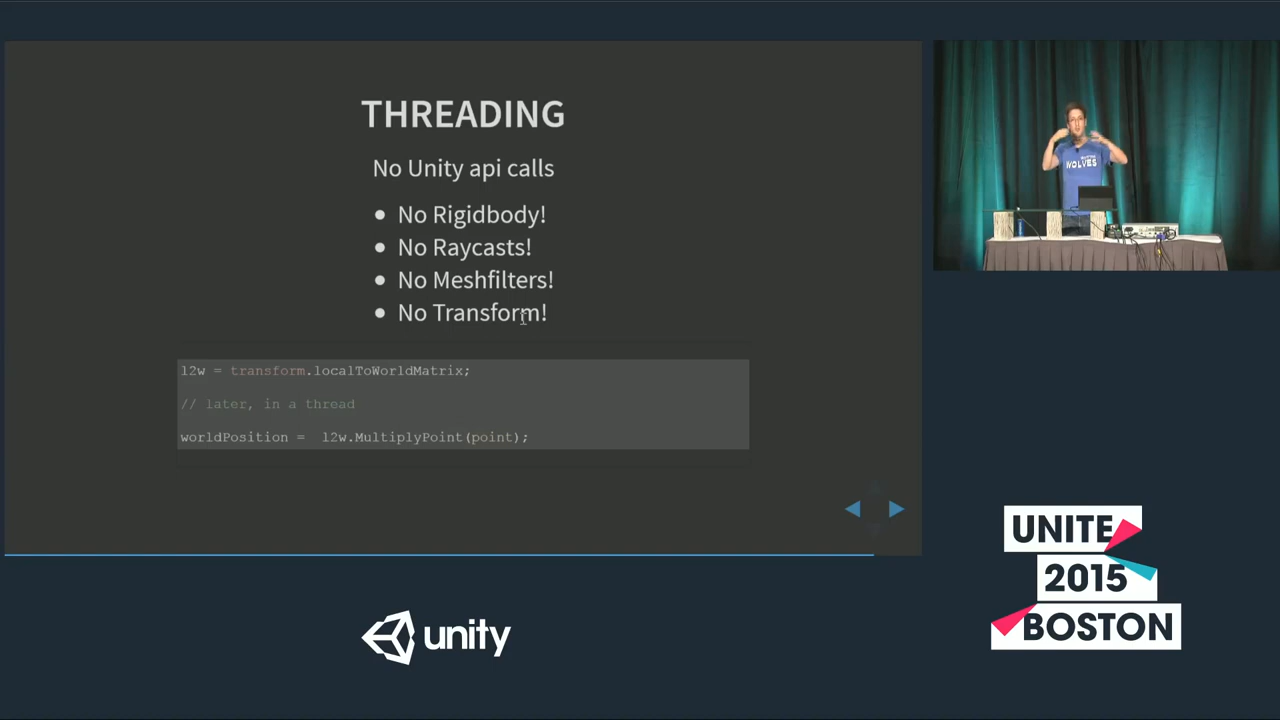 THREADING
No Unity api calls
No Rigidbody!
No Raycasts!
No Meshfilters!
No Transform!
l2w = transform.localToWorldMatrix;
// later, in a thread
worldPosition =  l2w.MultiplyPoint(point);
WOLVES
UNITE
2015
BOSTON
unity